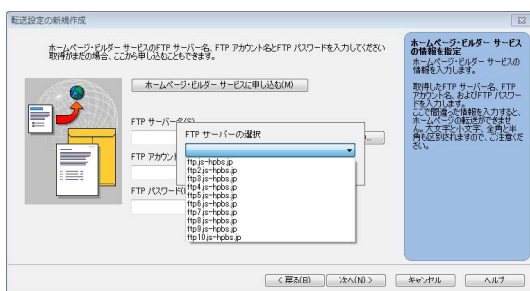 転送設定の新規作成
ホームページ・ビルダー サービスのFTP サーバー名、FTP アカウント名とFTP パスワードを入力してください
取得がまだの場合、ここから申し込むこともできます。
ホームページ・ビルダー サービスに申し込む(M)
FTP サーバー名(S)
FTP サーバーの選択
FTP アカウント
ftp.js-hpbs.jp
ftp2.js-hpbs.jp
ftp3.js-hpbs.jp
ftp4.js-hpbs.jp
ftp5.js-hpbs.jp
ftp6.js-hpbs.jp
ftp7.js-hpbs.jp
ftp8.js-hpbs.jp
ftp9.js-hpbs.jp
ftp10.js-hpbs.jp
FTP パスワード(
ホームページ・ビルダー サービス
の情報を指定
ホームページ・ビルダー サービスの
情報を入力します。
取得したFTP サーバー名、FTP
アカウント名、およびFTP パスワー
ドを入力します。
ここで間違った情報を入力すると、
ホームページの転送ができませ
ん。大文字と小文字、全角と半
角も区別されますので、ご注意くだ
さい。
< 戻る(B)
次へ(N) >
キャンセル
ヘルプ